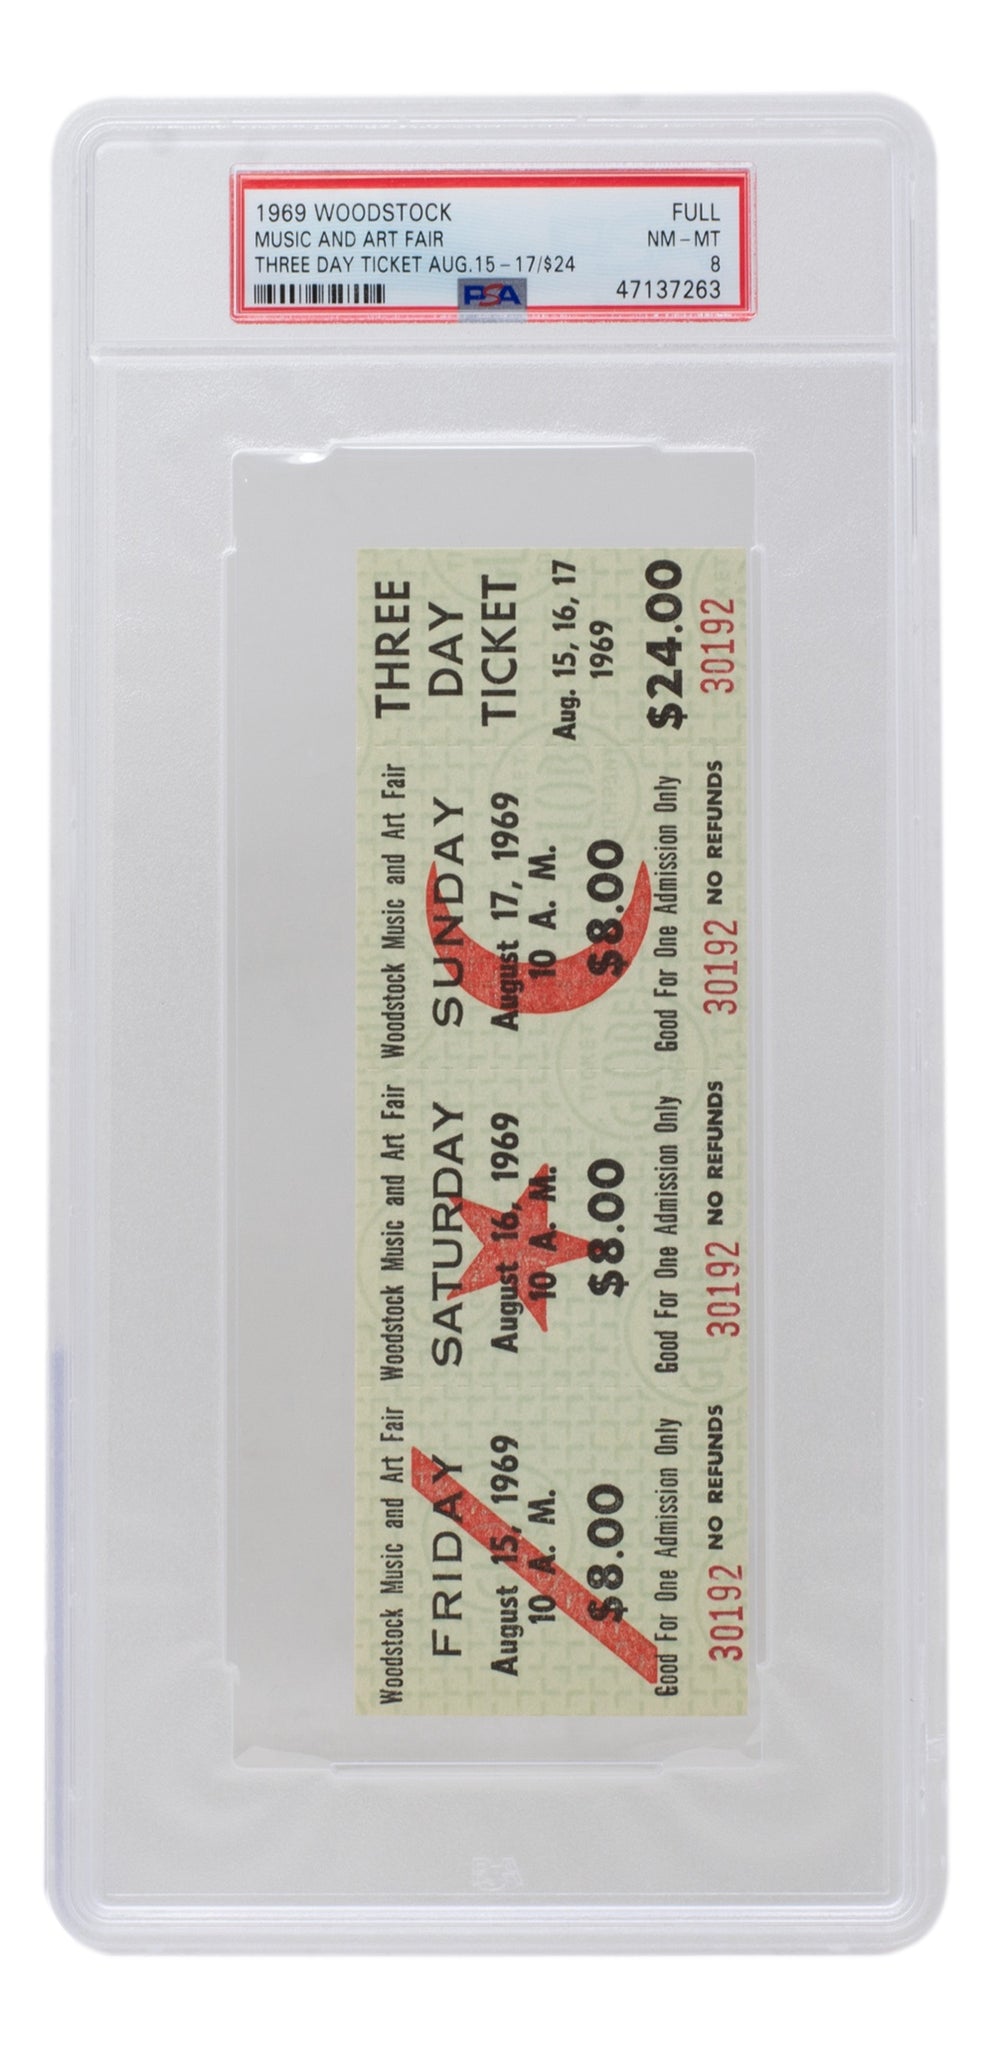 1969 WOODSTOCK FULL
MUSIC AND ART FAIR NM-MT
THREE DAY TICKET AUG.15-17/$24 8
PSA 47137263
Woodstock Music and Art Fair
FRIDAY
August 15, 1969
10 A. M.
$8.00
Good For One Admission Only
30192 NO REFUNDS
Woodstock Music and Art Fair
SATURDAY
August 16, 1969
10 A. M.
$8.00
Good For One Admission Only
30192 NO REFUNDS
Woodstock Music and Art Fair
SUNDAY
August 17, 1969
10 A. M.
$8.00
Good For One Admission Only
30192 NO REFUNDS
THREE
DAY
TICKET
Aug. 15, 16, 17
1969
$24.00
30192